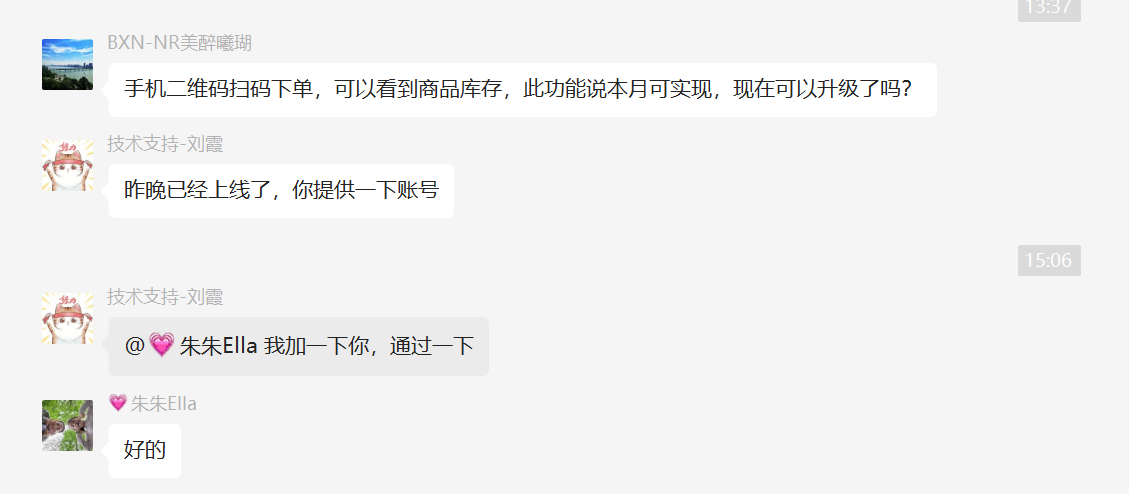 13:37
BXN-NR美醉曦瑚
手机二维码扫码下单，可以看到商品库存，此功能说本月可实现，现在可以升级了吗？
努力
技术支持-刘霞
昨晚已经上线了，你提供一下账号
15:06
努力
技术支持-刘霞
@💗朱朱Ella 我加一下你，通过一下
💗朱朱Ella
好的